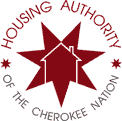 HOUSING AUTHORITY
OF THE CHEROKEE NATION